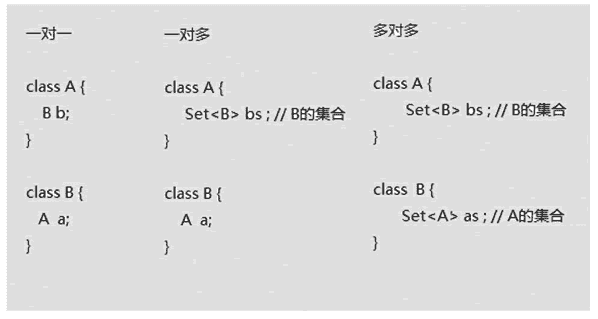 一对一
class A {
B b;
}
class B {
A a;
}
一对多
class A {
Set<B> bs ; // B的集合
}
class B {
A a;
}
多对多
class A {
Set<B> bs ; // B的集合
}
class B {
Set<A> as ; // A的集合
}